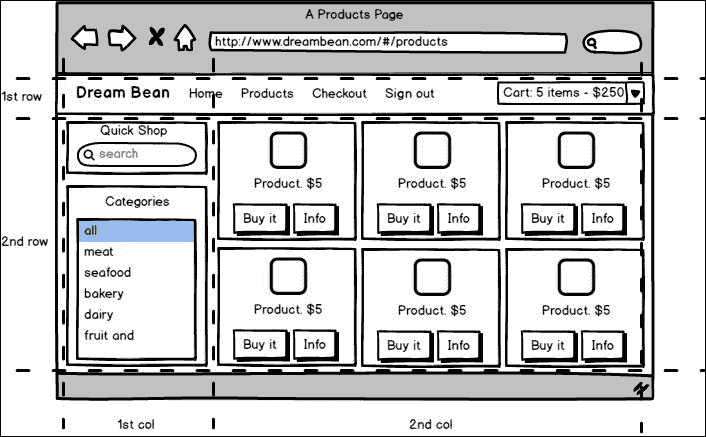 A Products Page
http://www.dreambean.com/#/products
1st row
Dream Bean Home Products Checkout Sign out Cart: 5 items - $250
Quick Shop
search
Product. $5 Product. $5 Product. $5
Buy it Info Buy it Info Buy it Info
Categories
all
2nd row
meat
seafood
bakery
dairy
fruit and
Product. $5 Product. $5 Product. $5
Buy it Info Buy it Info Buy it Info
1st col 2nd col